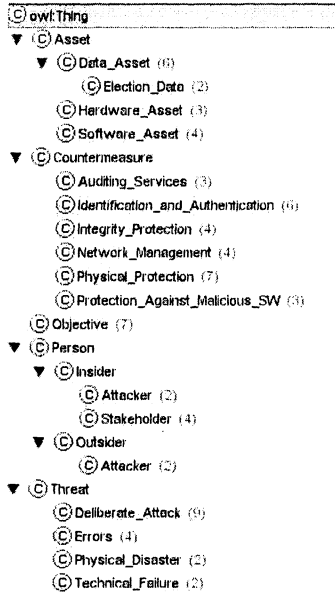 C owl:Thing
▼ C Asset
▼ C Data_Asset (6)
C Election_Data (2)
C Hardware_Asset (3)
C Software_Asset (4)
▼ C Countermeasure
C Auditing_Services (3)
C Identification_and_Authentication (6)
C Integrity_Protection (4)
C Network_Management (4)
C Physical_Protection (7)
C Protection_Against_Malicious_SW (3)
C Objective (7)
▼ C Person
▼ C Insider
C Attacker (2)
C Stakeholder (4)
▼ C Outsider
C Attacker (2)
▼ C Threat
C Deliberate_Attack (9)
C Errors (4)
C Physical_Disaster (2)
C Technical_Failure (2)